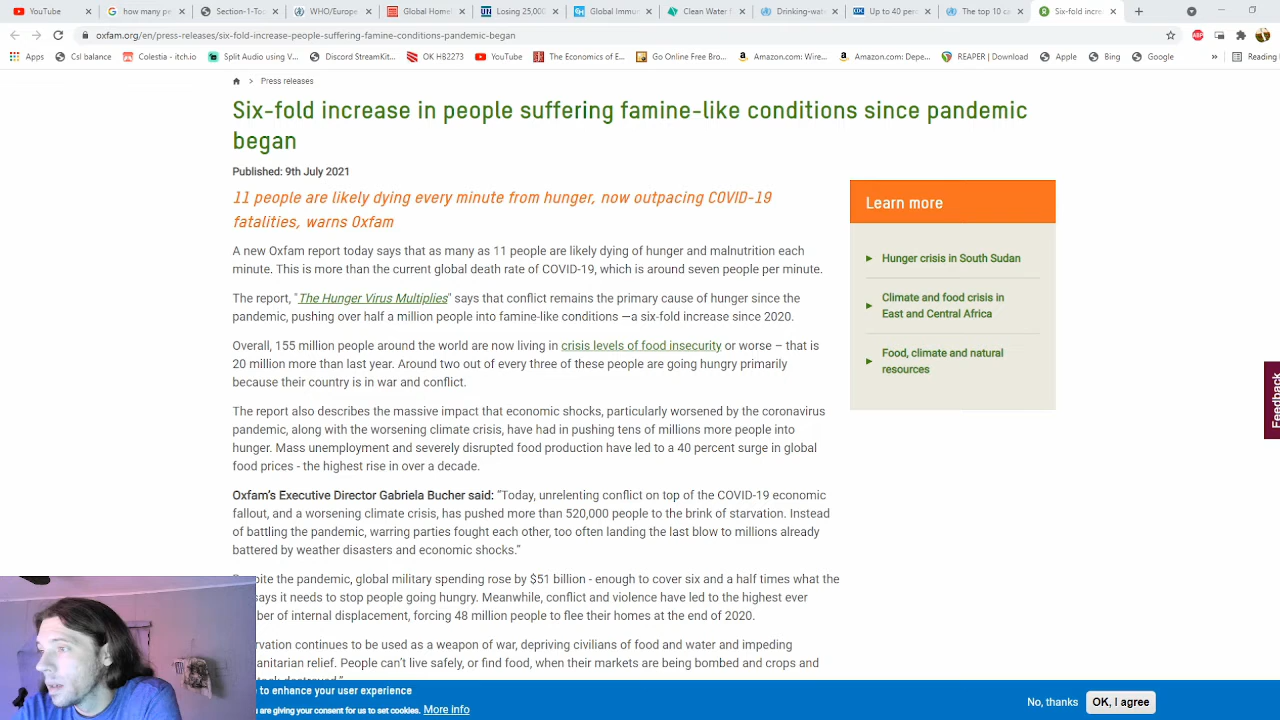 YouTube
how many pe
Section-1-Too
WHO/Europe
Global Homel
Losing 25,000
Global Immu
Clean Water f
Drinking-wat
Up to 40 perc
The top 10 ca
Six-fold incre
oxfam.org/en/press-releases/six-fold-increase-people-suffering-famine-conditions-pandemic-began
Apps
Csl balance
Colestia - itch.io
Split Audio using V...
Discord StreamKit...
OK H82273
YouTube
The Economics of E...
Go Online Free Bro...
Amazon.com: Wire...
Amazon.com: Depe...
REAPER | Download
Apple
Bing
Google
»
Reading
> Press releases
Six-fold increase in people suffering famine-like conditions since pandemic
began
Published: 9th July 2021
11 people are likely dying every minute from hunger, now outpacing COVID-19
fatalities, warns Oxfam
A new Oxfam report today says that as many as 11 people are likely dying of hunger and malnutrition each
minute. This is more than the current global death rate of COVID-19, which is around seven people per minute.
The report, "The Hunger Virus Multiplies" says that conflict remains the primary cause of hunger since the
pandemic, pushing over half a million people into famine-like conditions —a six-fold increase since 2020.
Overall, 155 million people around the world are now living in crisis levels of food insecurity or worse – that is
20 million more than last year. Around two out of every three of these people are going hungry primarily
because their country is in war and conflict.
The report also describes the massive impact that economic shocks, particularly worsened by the coronavirus
pandemic, along with the worsening climate crisis, have had in pushing tens of millions more people into
hunger. Mass unemployment and severely disrupted food production have led to a 40 percent surge in global
food prices - the highest rise in over a decade.
Oxfam's Executive Director Gabriela Bucher said: "Today, unrelenting conflict on top of the COVID-19 economic
fallout, and a worsening climate crisis, has pushed more than 520,000 people to the brink of starvation. Instead
of battling the pandemic, warring parties fought each other, too often landing the last blow to millions already
battered by weather disasters and economic shocks."
pite the pandemic, global military spending rose by $51 billion - enough to cover six and a half times what the
says it needs to stop people going hungry. Meanwhile, conflict and violence have led to the highest ever
ber of internal displacement, forcing 48 million people to flee their homes at the end of 2020.
vation continues to be used as a weapon of war, depriving civilians of food and water and impeding
anitarian relief. People can't live safely, or find food, when their markets are being bombed and crops and
Learn more
Hunger crisis in South Sudan
Climate and food crisis in
East and Central Africa
Food, climate and natural
resources
Feedback
to enhance your user experience
are giving your consent for us to set cookies. More info
No, thanks
OK, I agree